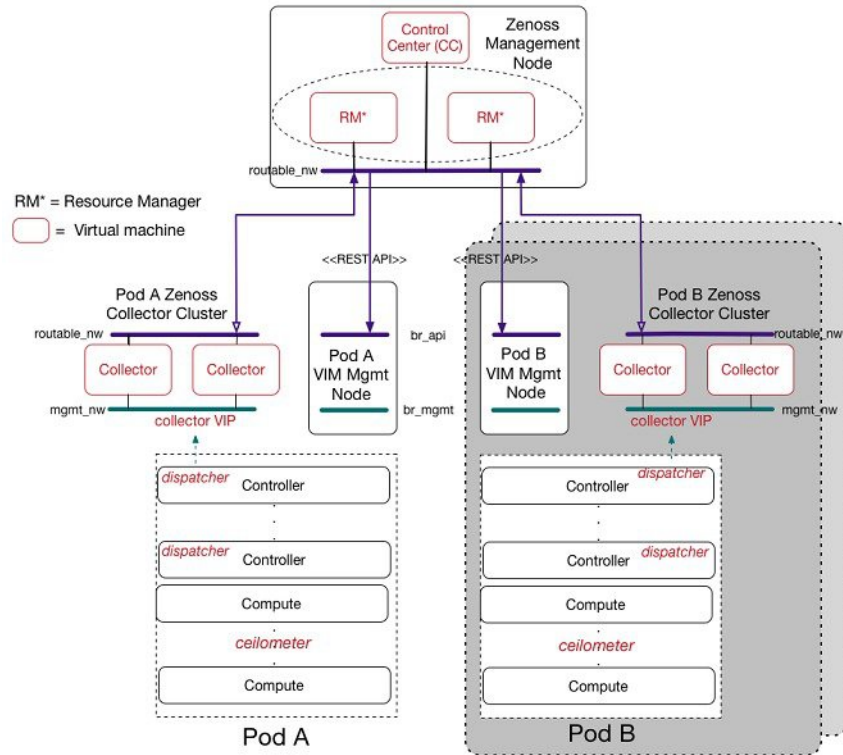 Control
Center (CC)
Zenoss
Management
Node
RM*
RM*
routable_nw
RM* = Resource Manager
= Virtual machine
<<REST API>>
<<REST API>>
Pod A Zenoss
Collector Cluster
routable_nw
Collector
Collector
mgmt_nw
collector VIP
br_api
Pod A
VIM Mgmt
Node
br_mgmt
Pod B
VIM Mgmt
Node
Pod B Zenoss
Collector Cluster
routable_nw
Collector
Collector
mgmt_nw
collector VIP
dispatcher
Controller
dispatcher
Controller
Compute
ceilometer
Compute
Pod A
dispatcher
Controller
dispatcher
Controller
Compute
ceilometer
Compute
Pod B